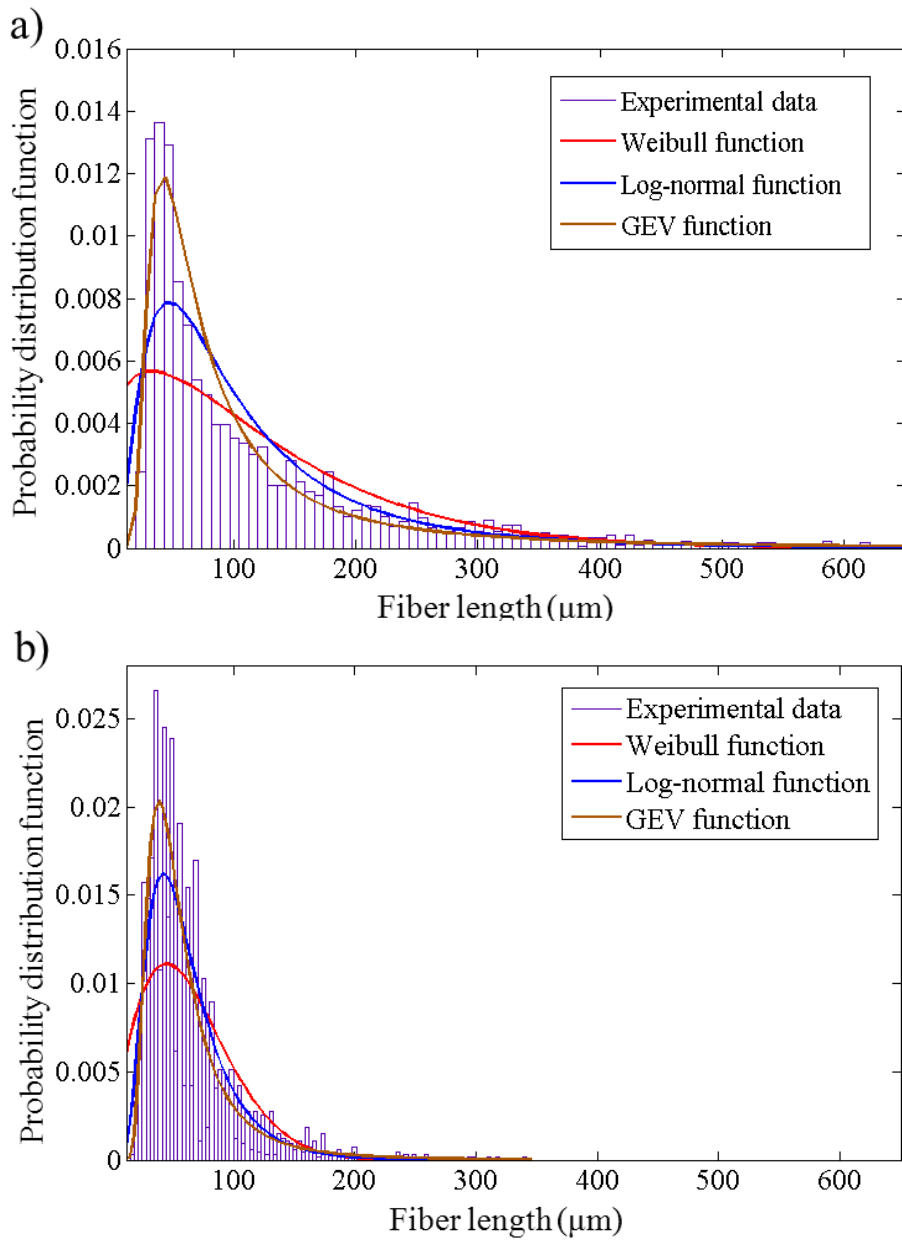 a)
0.016
0.014
0.012
0.01
0.008
0.006
0.004
0.002
0
Probability distribution function
Experimental data
Weibull function
Log-normal function
GEV function
100 200 300 400 500 600
Fiber length (μm)
b)
0.025
0.02
0.015
0.01
0.005
0
Probability distribution function
Experimental data
Weibull function
Log-normal function
GEV function
100 200 300 400 500 600
Fiber length (μm)